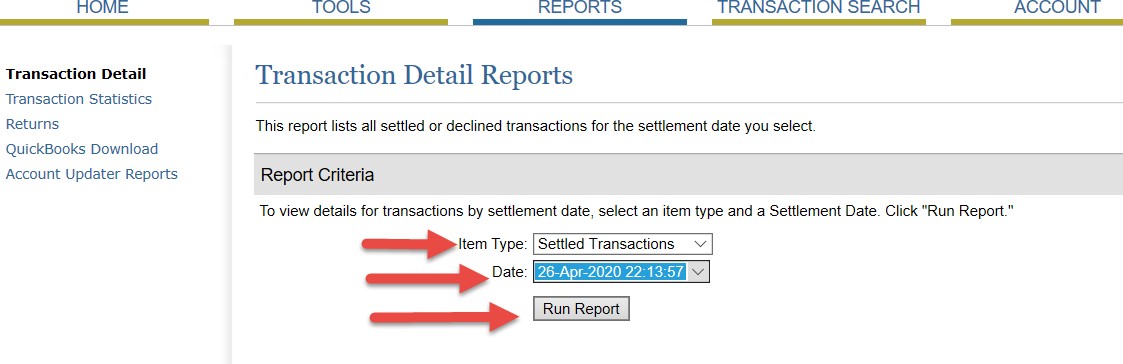 HOME TOOLS REPORTS TRANSACTION SEARCH ACCOUNT
Transaction Detail
Transaction Statistics
Returns
QuickBooks Download
Account Updater Reports
Transaction Detail Reports
This report lists all settled or declined transactions for the settlement date you select.
Report Criteria
To view details for transactions by settlement date, select an item type and a Settlement Date. Click "Run Report."
Item Type: Settled Transactions
Date: 26-Apr-2020 22:13:57
Run Report